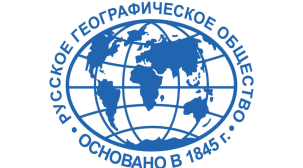 • РУССКОЕ ГЕОГРАФИЧЕСКОЕ ОБЩЕСТВО •
ОСНОВАНО В 1845 г.